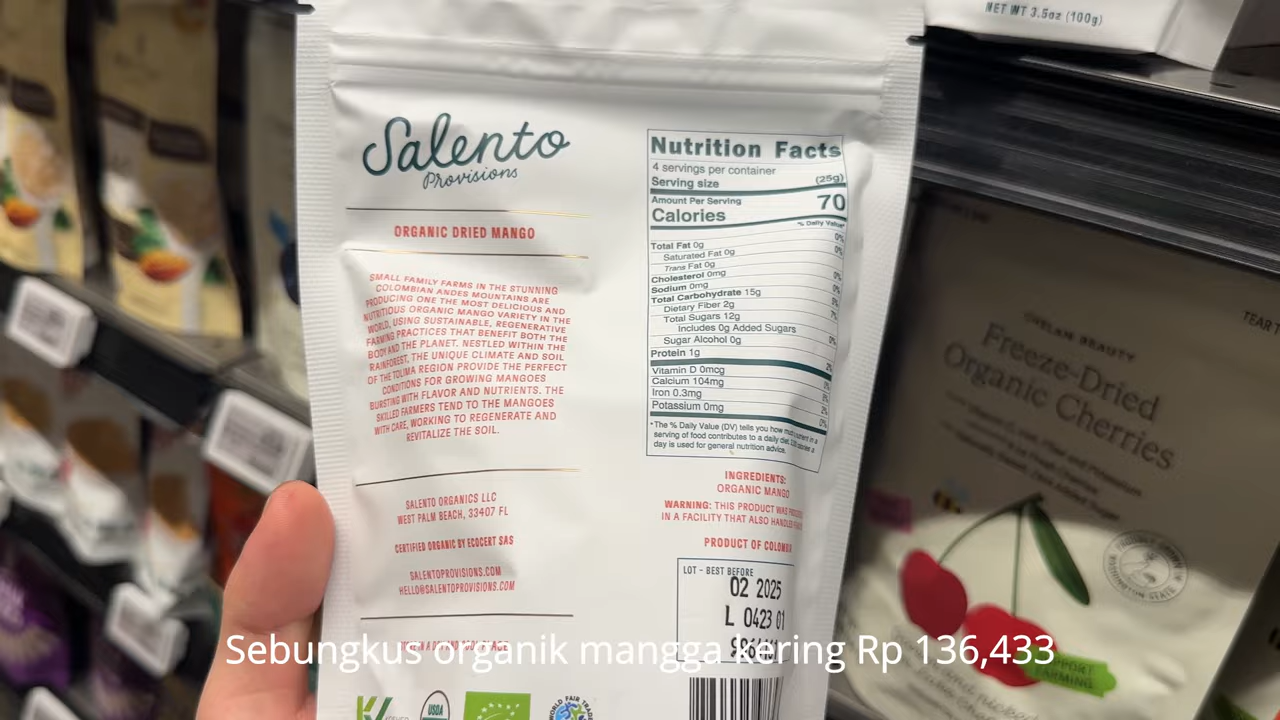 NET WT 3.5oz (100g)
Salento
Provisions
ORGANIC DRIED MANGO
SMALL FAMILY FARMS IN THE STUNNING
COLOMBIAN ANDES MOUNTAINS ARE
PRODUCING ONE THE MOST DELICIOUS AND
NUTRITIOUS ORGANIC MANGO VARIETY IN THE
WORLD, USING SUSTAINABLE, REGENERATIVE
FARMING PRACTICES THAT BENEFIT BOTH THE
BODY AND THE PLANET. NESTLED WITHIN THE
RAINFOREST, THE UNIQUE CLIMATE AND SOIL
OF THE TOLIMA REGION PROVIDE THE PERFECT
CONDITIONS FOR GROWING MANGOES
BURSTING WITH FLAVOR AND NUTRIENTS. THE
SKILLED FARMERS TEND TO THE MANGOES
WITH CARE, WORKING TO REGENERATE AND
REVITALIZE THE SOIL.
SALENTO ORGANICS LLC
WEST PALM BEACH, 33407 FL
CERTIFIED ORGANIC BY ECOCERT SAS
SALENTOPROVISIONS.COM
HELLO@SALENTOPROVISIONS.COM
Nutrition Facts
4 servings per container
Serving size (25g)
Amount Per Serving
Calories 70
% Daily Value*
Total Fat 0g 0%
Saturated Fat 0g 0%
Trans Fat 0g
Cholesterol 0mg 0%
Sodium 0mg 0%
Total Carbohydrate 15g 5%
Dietary Fiber 2g 7%
Total Sugars 12g
Includes 0g Added Sugars 0%
Sugar Alcohol 0g
Protein 1g 2%
Vitamin D 0mcg
Calcium 104mg
Iron 0.3mg 2%
Potassium 0mg 0%
*The % Daily Value (DV) tells you how much
serving of food contributes to a daily
day is used for general nutrition advice.
INGREDIENTS:
ORGANIC MANGO
WARNING: THIS PRODUCT WAS
IN A FACILITY THAT ALSO HANDLES
PRODUCT OF
LOT - BEST BEFORE
02 2025
L 0423 01
USDA
WORLD FAIR TRADE
TEAR
Freeze-Dried
Organic Cherries
FARMING
Sebungkus organik mangga kering Rp 136,433